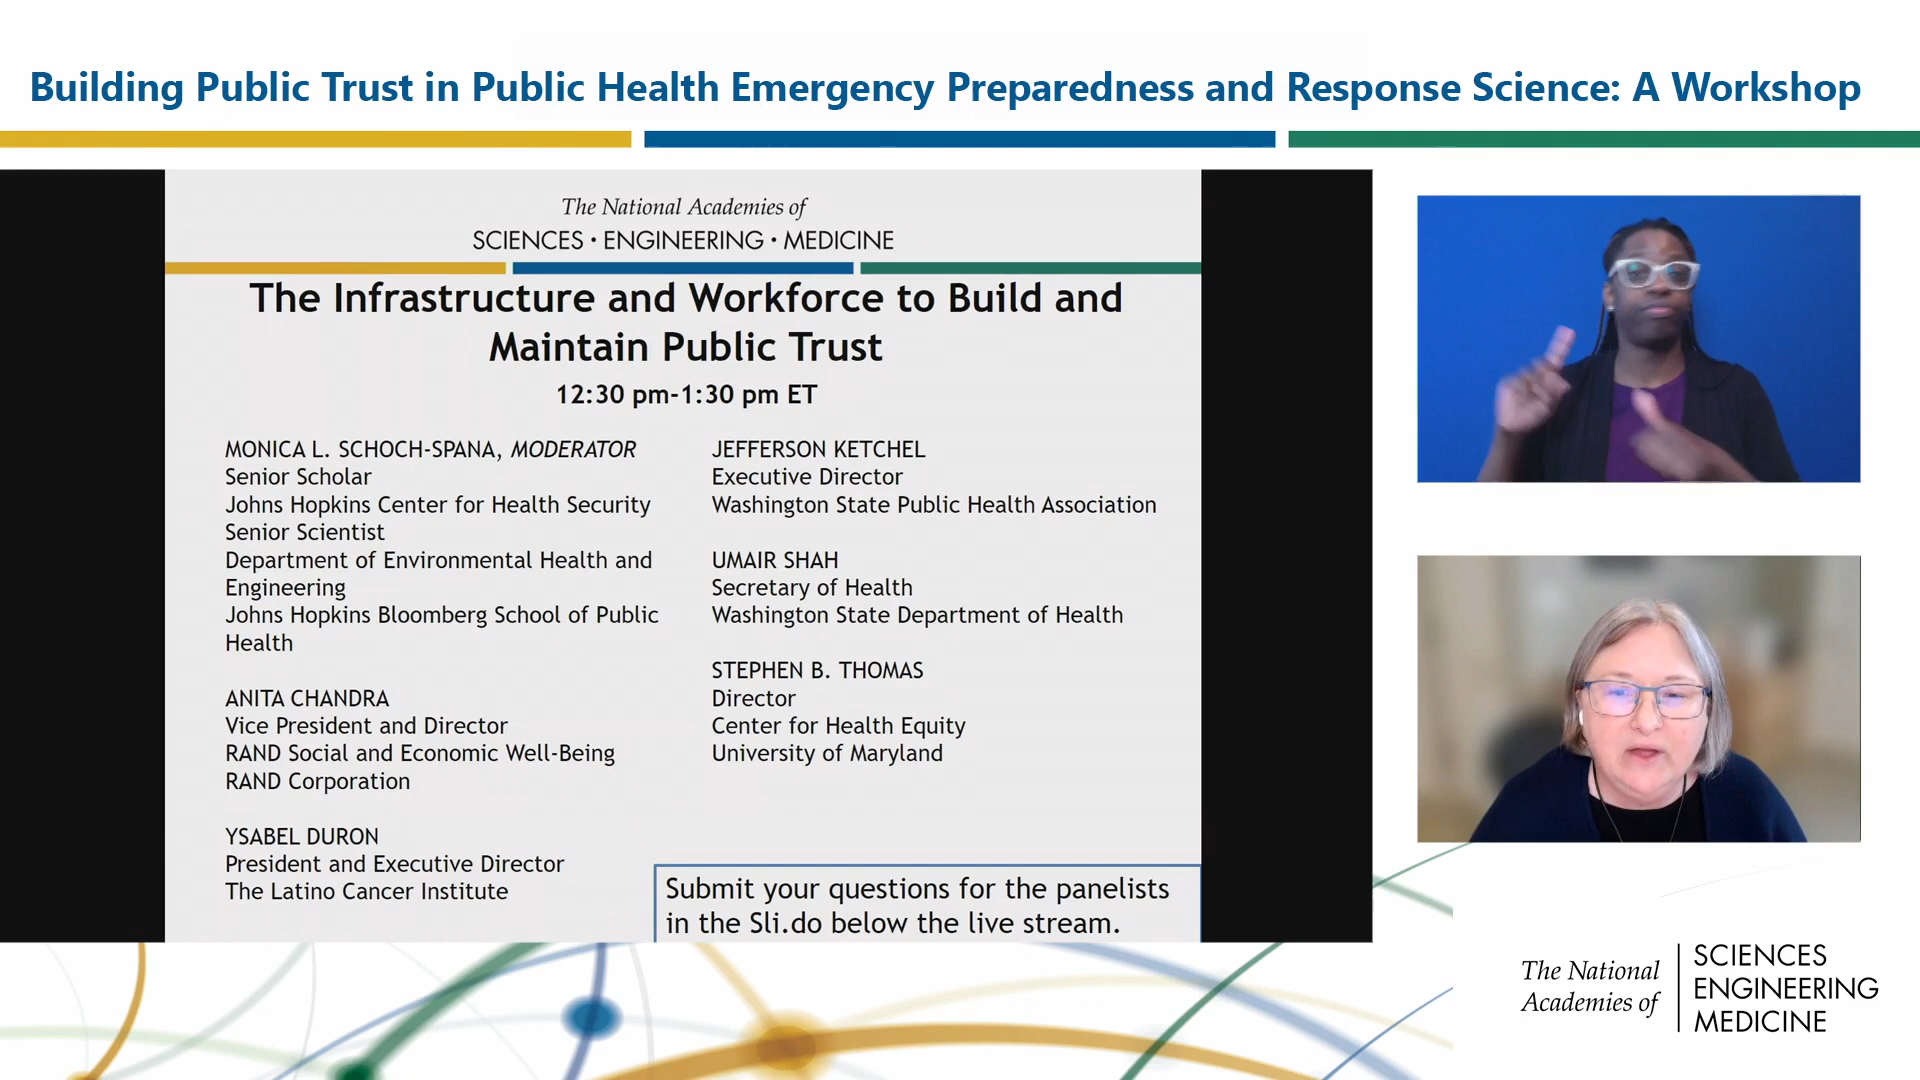 Building Public Trust in Public Health Emergency Preparedness and Response Science: A Workshop
The National Academies of
SCIENCES · ENGINEERING · MEDICINE
The Infrastructure and Workforce to Build and
Maintain Public Trust
12:30 pm-1:30 pm ET
MONICA L. SCHOCH-SPANA, MODERATOR
Senior Scholar
Johns Hopkins Center for Health Security
Senior Scientist
Department of Environmental Health and
Engineering
Johns Hopkins Bloomberg School of Public
Health
ANITA CHANDRA
Vice President and Director
RAND Social and Economic Well-Being
RAND Corporation
YSABEL DURON
President and Executive Director
The Latino Cancer Institute
JEFFERSON KETCHEL
Executive Director
Washington State Public Health Association
UMAIR SHAH
Secretary of Health
Washington State Department of Health
STEPHEN B. THOMAS
Director
Center for Health Equity
University of Maryland
Submit your questions for the panelists
in the Sli.do below the live stream.
The National
Academies of
SCIENCES
ENGINEERING
MEDICINE